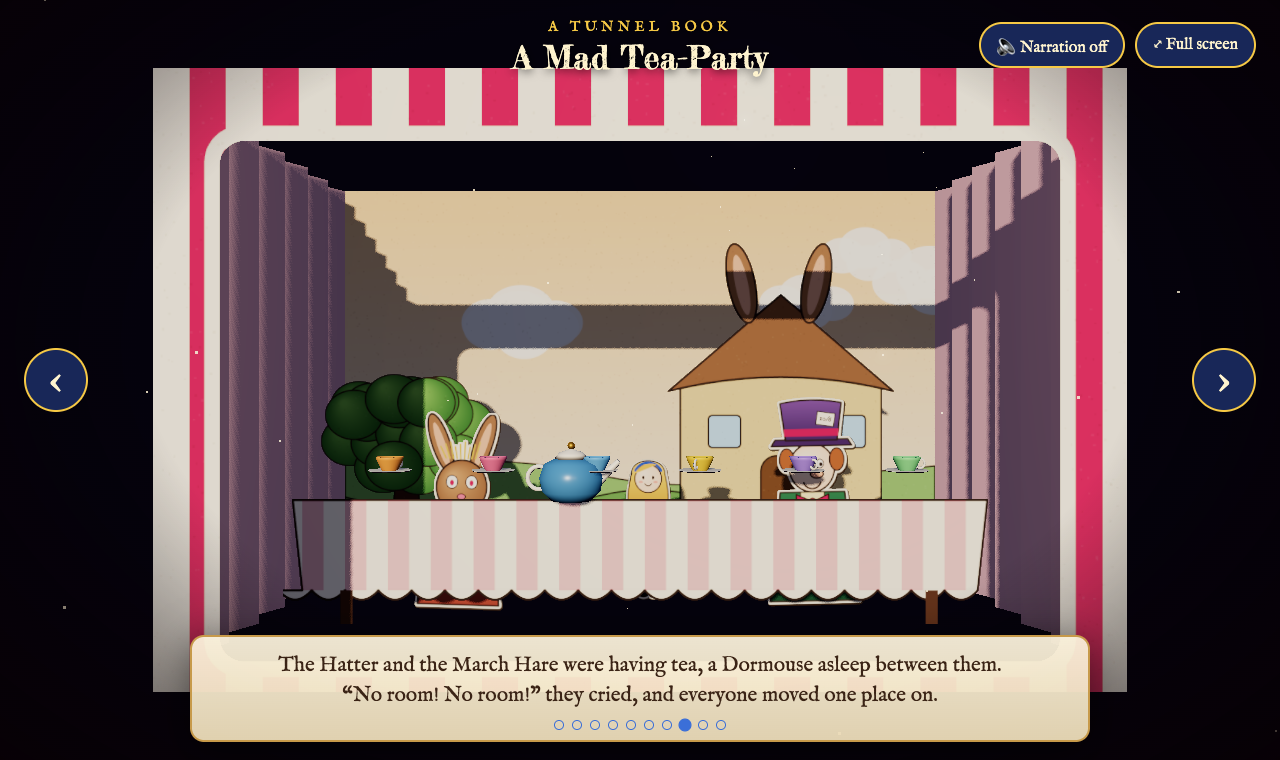 A TUNNEL BOOK
A Mad Tea-Party
Narration off
Full screen
The Hatter and the March Hare were having tea, a Dormouse asleep between them.
“No room! No room!” they cried, and everyone moved one place on.